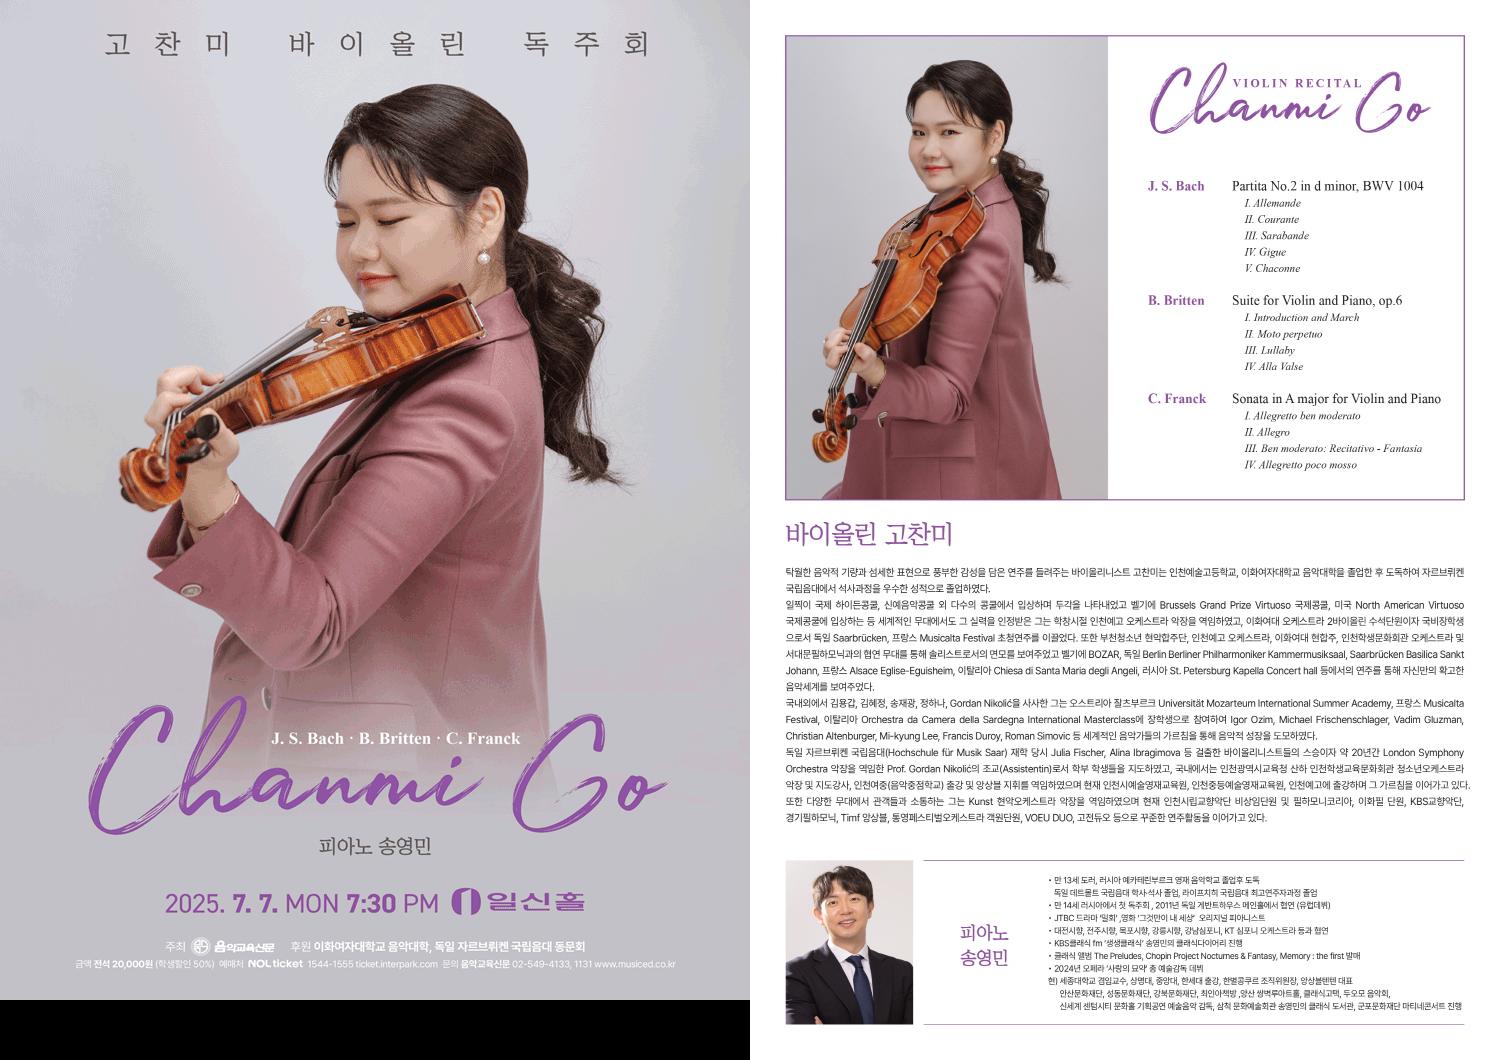 고찬미 바이올린 독주회
J. S. Bach · B. Britten · C. Franck
Chanmi Go
피아노 송영민
2025. 7. 7. MON 7:30 PM 일신홀
주최 음악교육신문 후원 이화여자대학교 음악대학, 독일 자르브뤼켄 국립음대 동문회
금액 전석 20,000원 (학생할인 50%) 예매처 NOL ticket 1544-1555 ticket.interpark.com 문의 음악교육신문 02-549-4133, 1131 www.musiced.co.kr
VIOLIN RECITAL
Chanmi Go
J. S. Bach Partita No.2 in d minor, BWV 1004
I. Allemande
II. Courante
III. Sarabande
IV. Gigue
V. Chaconne
B. Britten Suite for Violin and Piano, op.6
I. Introduction and March
II. Moto perpetuo
III. Lullaby
IV. Alla Valse
C. Franck Sonata in A major for Violin and Piano
I. Allegretto ben moderato
II. Allegro
III. Ben moderato: Recitativo - Fantasia
IV. Allegretto poco mosso
바이올린 고찬미
탁월한 음악적 기량과 섬세한 표현으로 풍부한 감성을 담은 연주를 들려주는 바이올리니스트 고찬미는 인천예술고등학교, 이화여자대학교 음악대학을 졸업한 후 도독하여 자르브뤼켄
국립음대에서 석사과정을 우수한 성적으로 졸업하였다.
일찍이 국제 하이든콩쿨, 신예음악콩쿨 외 다수의 콩쿨에서 입상하며 두각을 나타내었고 벨기에 Brussels Grand Prize Virtuoso 국제콩쿨, 미국 North American Virtuoso
국제콩쿨에 입상하는 등 세계적인 무대에서도 그 실력을 인정받은 그는 학창시절 인천예고 오케스트라 악장을 역임하였고, 이화여대 오케스트라 2바이올린 수석단원이자 국비장학생
으로서 독일 Saarbrücken, 프랑스 Musicalta Festival 초청연주를 이끌었다. 또한 부천청소년 현악합주단, 인천예고 오케스트라, 이화여대 현합주, 인천학생문화회관 오케스트라 및
서대문필하모닉과의 협연 무대를 통해 솔리스트로서의 면모를 보여주었고 벨기에 BOZAR, 독일 Berlin Berliner Philharmoniker Kammermusiksaal, Saarbrücken Basilica Sankt
Johann, 프랑스 Alsace Eglise-Eguisheim, 이탈리아 Chiesa di Santa Maria degli Angeli, 러시아 St. Petersburg Kapella Concert hall 등에서의 연주를 통해 자신만의 확고한
음악세계를 보여주었다.
국내외에서 김용갑, 김혜정, 송재광, 정하나, Gordan Nikolić을 사사한 그는 오스트리아 잘츠부르크 Universität Mozarteum International Summer Academy, 프랑스 Musicalta
Festival, 이탈리아 Orchestra da Camera della Sardegna International Masterclass에 장학생으로 참여하여 Igor Ozim, Michael Frischenschlager, Vadim Gluzman,
Christian Altenburger, Mi-kyung Lee, Francis Duroy, Roman Simovic 등 세계적인 음악가들의 가르침을 통해 음악적 성장을 도모하였다.
독일 자르브뤼켄 국립음대(Hochschule für Musik Saar) 재학 당시 Julia Fischer, Alina Ibragimova 등 걸출한 바이올리니스트들의 스승이자 약 20년간 London Symphony
Orchestra 악장을 역임한 Prof. Gordan Nikolić의 조교(Assistentin)로서 학부 학생들을 지도하였고, 국내에서는 인천광역시교육청 산하 인천학생교육문화회관 청소년오케스트라
악장 및 지도강사, 인천여중(음악중점학교) 출강 및 앙상블 지휘를 역임하였으며 현재 인천시예술영재교육원, 인천중등예술영재교육원, 인천예고에 출강하며 그 가르침을 이어가고 있다.
또한 다양한 무대에서 관객들과 소통하는 그는 Kunst 현악오케스트라 악장을 역임하였으며 현재 인천시립교향악단 비상임단원 및 필하모니코리아, 이화필 단원, KBS교향악단,
경기필하모닉, Timf 앙상블, 통영페스티벌오케스트라 객원단원, VOEU DUO, 고전듀오 등으로 꾸준한 연주활동을 이어가고 있다.
피아노
송영민
• 만 13세 도러, 러시아 예카테린부르크 영재 음악학교 졸업후 도독
독일 데트몰트 국립음대 학사·석사 졸업, 라이프치히 국립음대 최고연주자과정 졸업
• 만 14세 러시아에서 첫 독주회 , 2011년 독일 게반트하우스 메인홀에서 협연 (유럽데뷔)
• JTBC 드라마 '밀회' ,영화 '그것만이 내 세상' 오리지널 피아니스트
• 대전시향, 전주시향, 목포시향, 강릉시향, 강남심포니, KT 심포니 오케스트라 등과 협연
• KBS클래식 fm '생생클래식' 송영민의 클래식다이어리 진행
• 클래식 앨범 The Preludes, Chopin Project Nocturnes & Fantasy, Memory : the first 발매
• 2024년 오페라 '사랑의 묘약' 총 예술감독 데뷔
현) 세종대학교 겸임교수, 상명대, 중앙대, 한세대 출강, 한벌콩쿠르 조직위원장, 앙상블텐텐 대표
안산문화재단, 성동문화재단, 강북문화재단, 최인아책방 ,양산 쌍벽루아트홀, 클래식고택, 두오모 음악회,
신세계 센텀시티 문화홀 기획공연 예술음악 감독, 삼척 문화예술회관 송영민의 클래식 도서관, 군포문화재단 마티네콘서트 진행